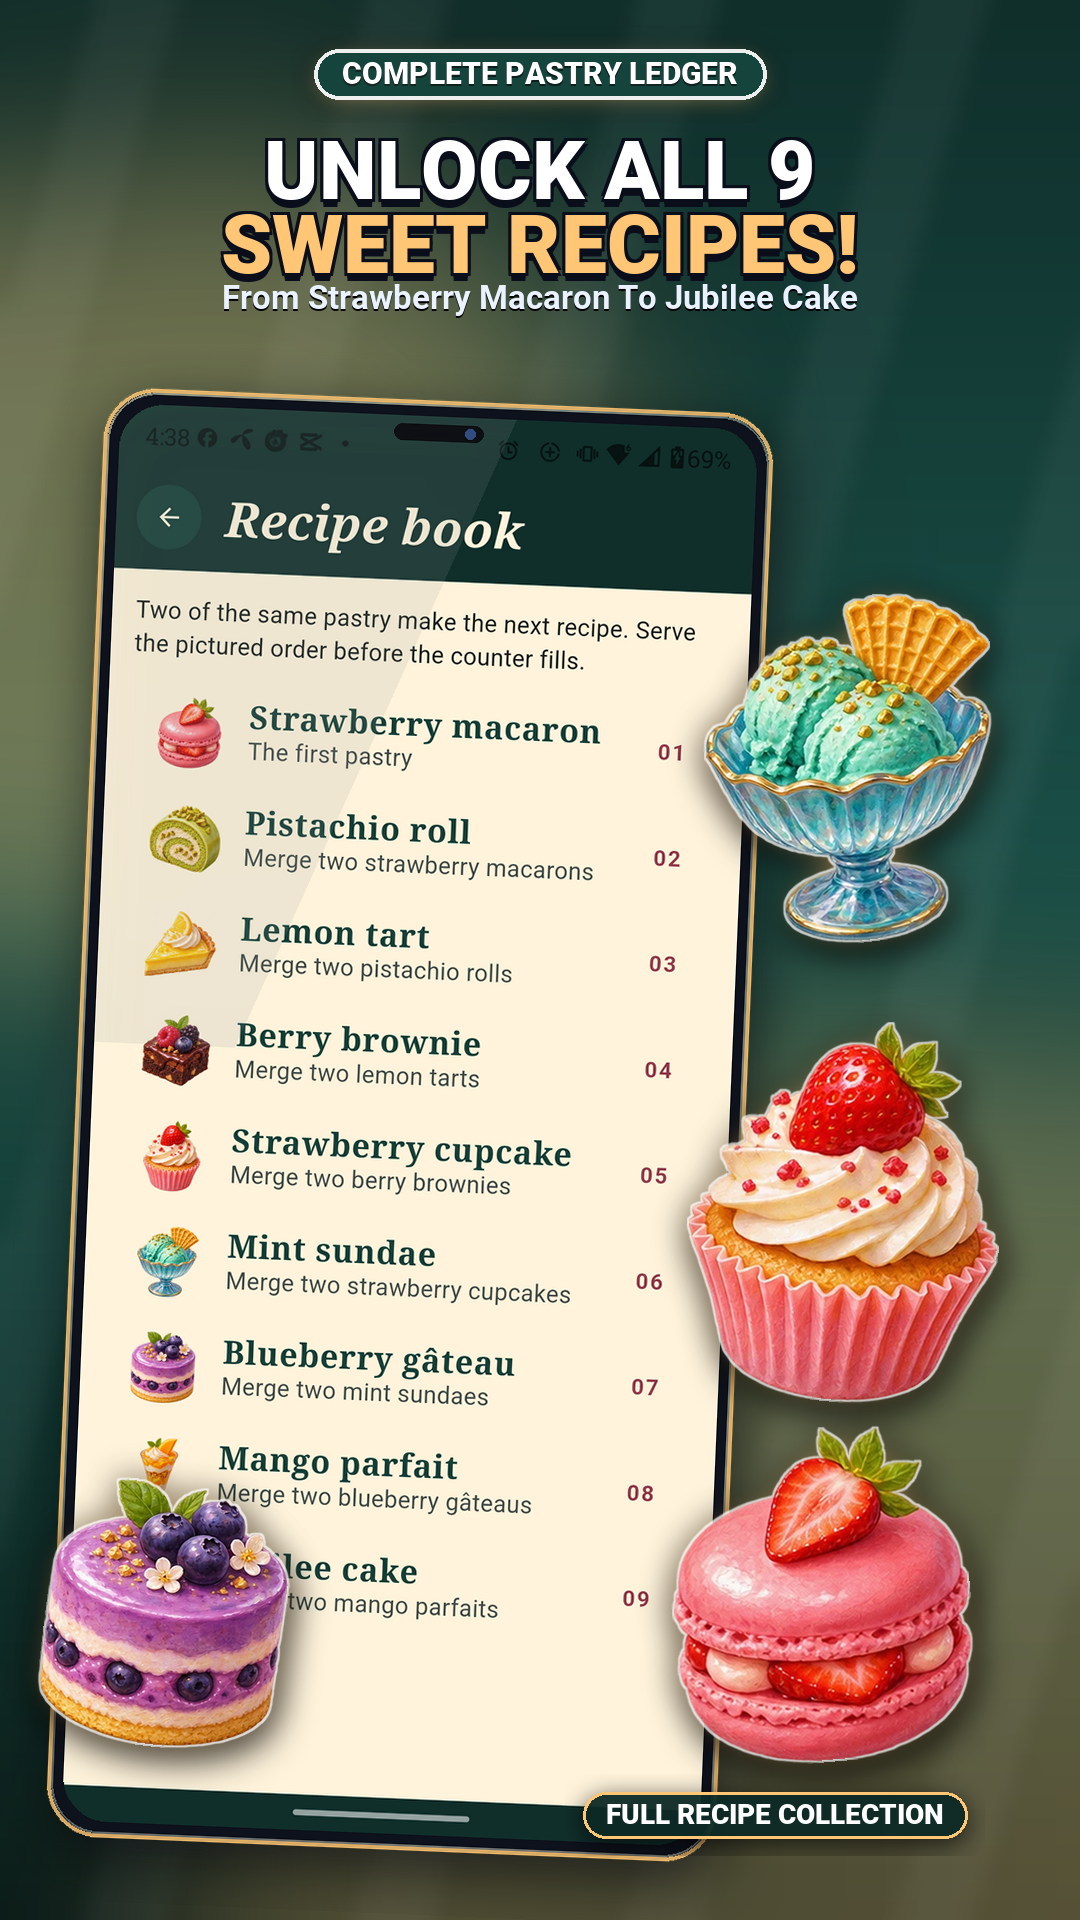 COMPLETE PASTRY LEDGER
UNLOCK ALL 9
SWEET RECIPES!
From Strawberry Macaron To Jubilee Cake
4:38
69%
Recipe book
Two of the same pastry make the next recipe. Serve
the pictured order before the counter fills.
Strawberry macaron
The first pastry
01
Pistachio roll
Merge two strawberry macarons
02
Lemon tart
Merge two pistachio rolls
03
Berry brownie
Merge two lemon tarts
04
Strawberry cupcake
Merge two berry brownies
05
Mint sundae
Merge two strawberry cupcakes
06
Blueberry gâteau
Merge two mint sundaes
07
Mango parfait
Merge two blueberry gâteaus
08
lee cake
two mango parfaits
09
FULL RECIPE COLLECTION